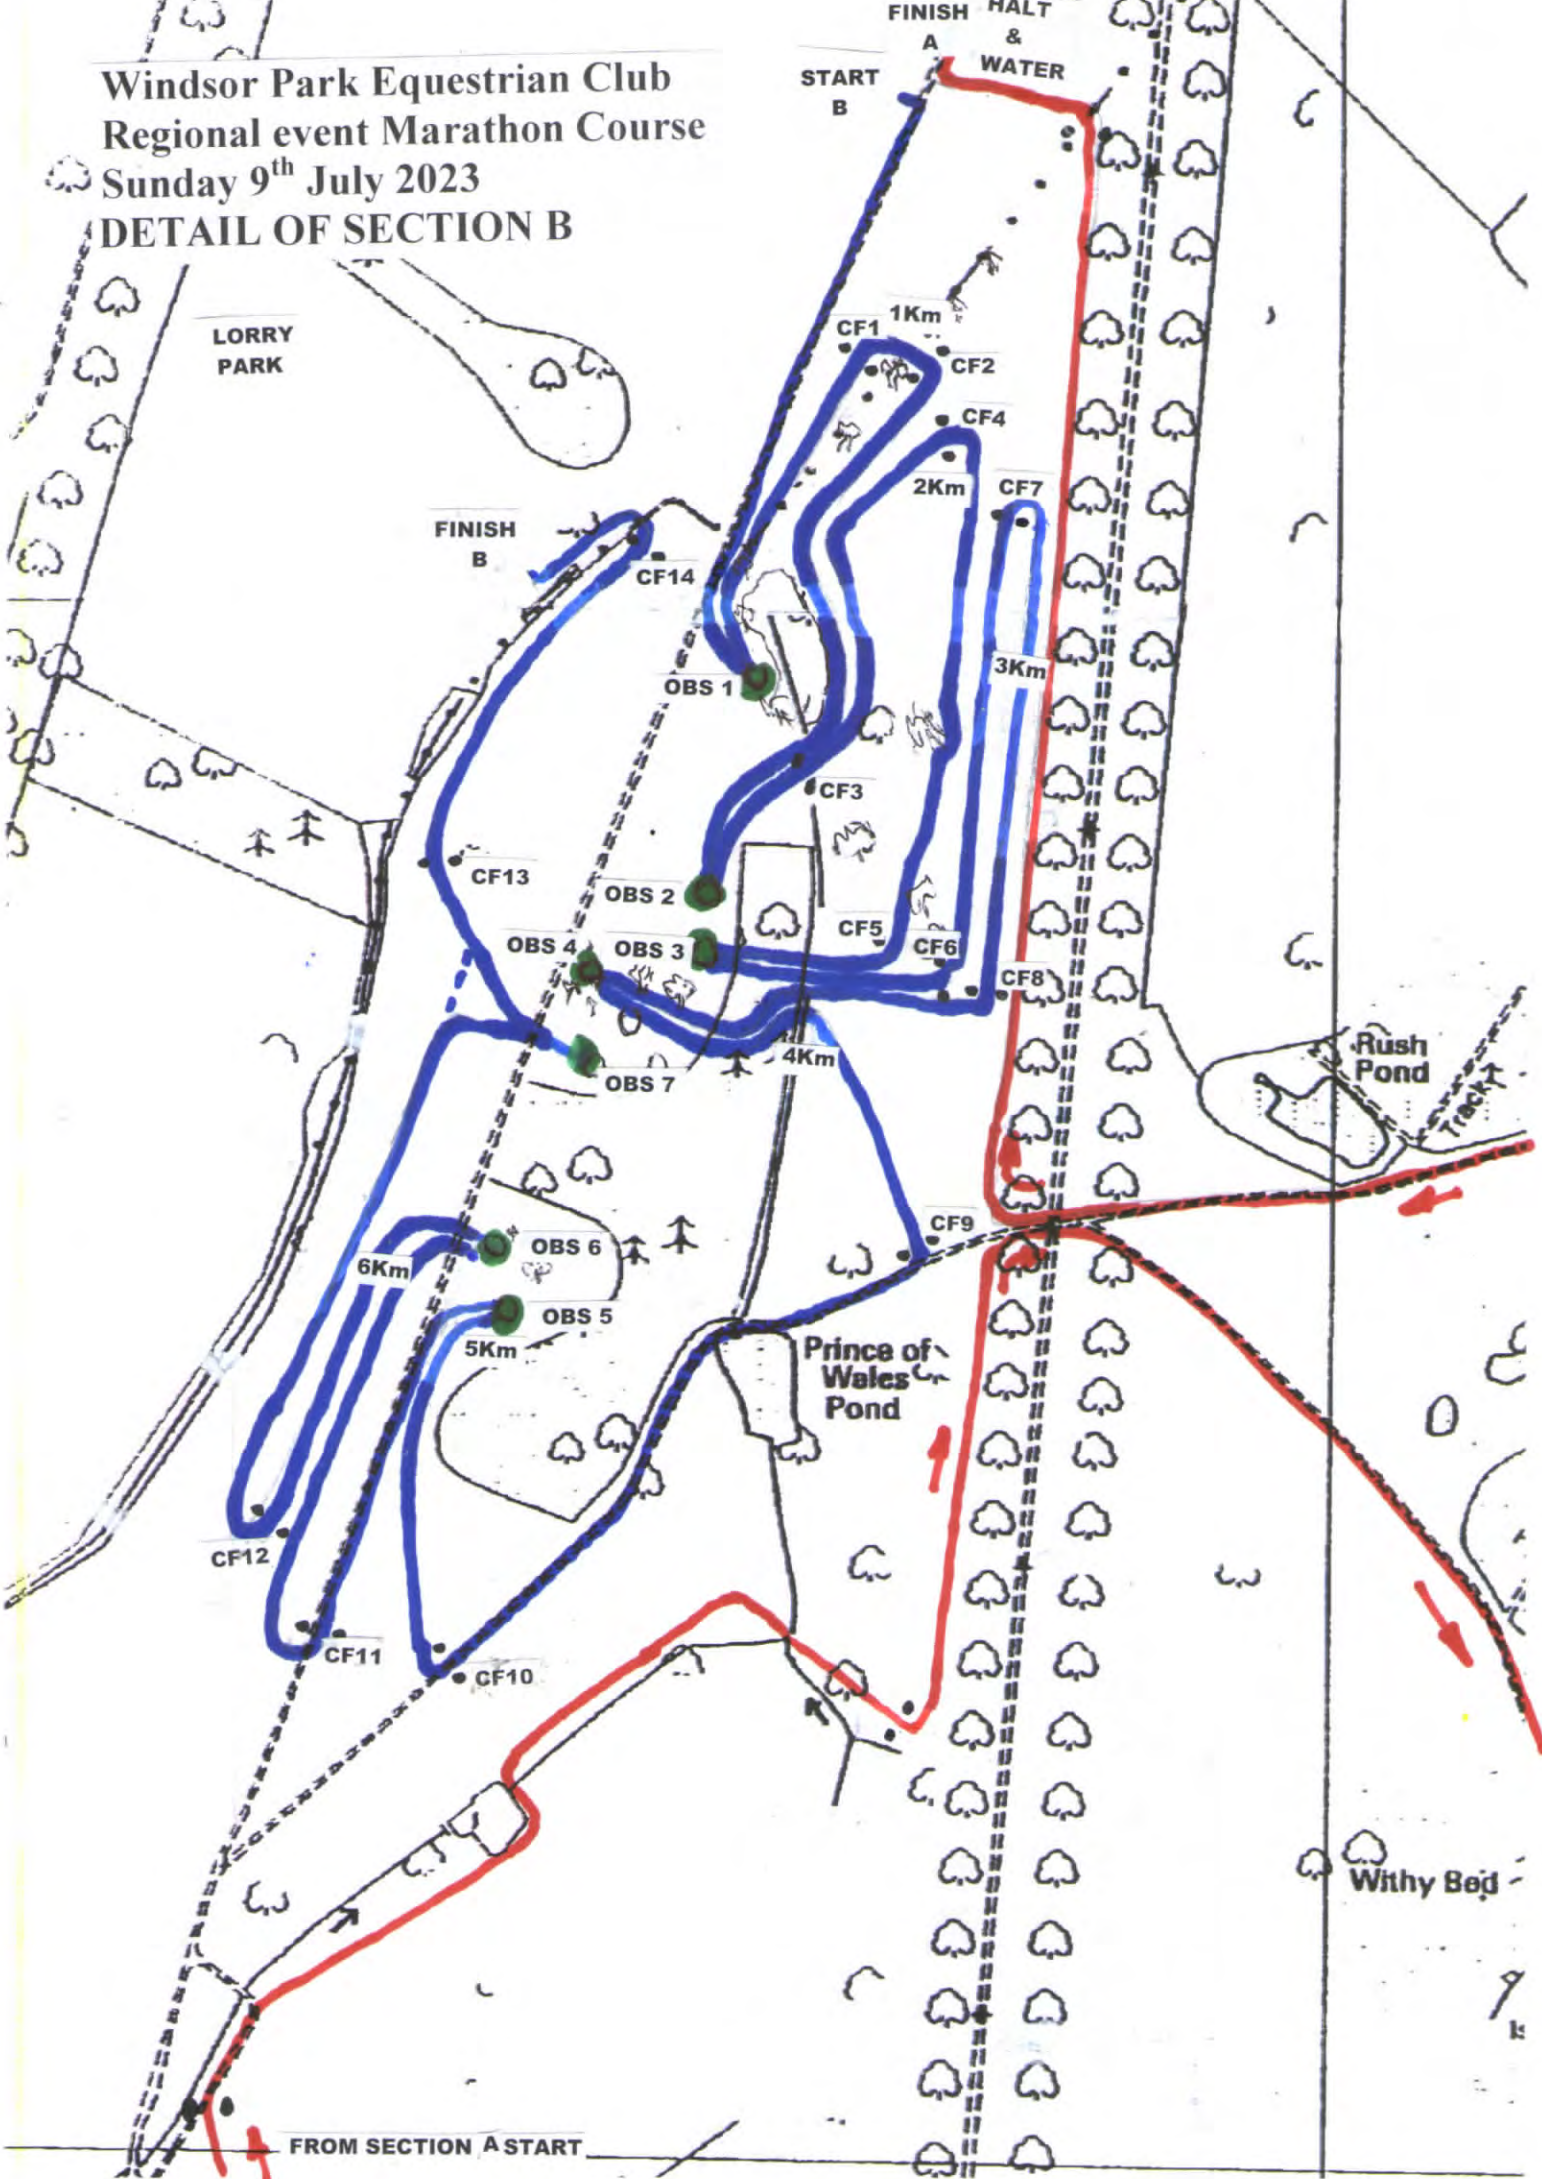 FINISH
A
HALT
&
WATER
START
B
Windsor Park Equestrian Club
Regional event Marathon Course
Sunday 9th July 2023
DETAIL OF SECTION B
LORRY
PARK
1Km
CF1
CF2
CF4
2Km
CF7
FINISH
B
CF14
OBS 1
3Km
CF3
CF13
OBS 2
CF5
CF6
OBS 4
OBS 3
CF8
4Km
OBS 7
Rush
Pond
Track
CF9
OBS 6
6Km
OBS 5
5Km
Prince of
Wales
Pond
CF12
CF11
CF10
Withy Bed
FROM SECTION A START